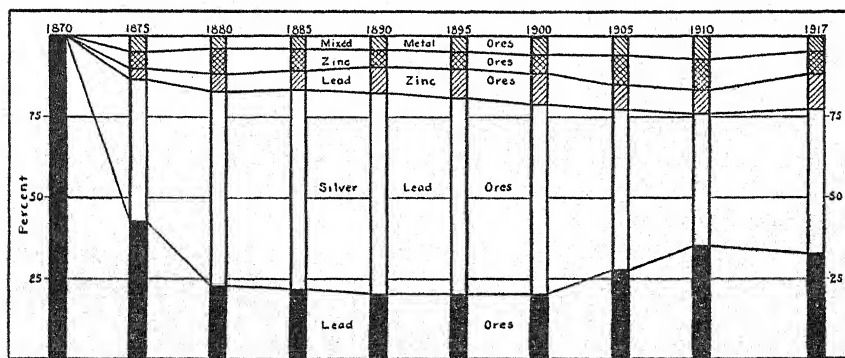 1870 1875 1880 1885 1890 1895 1900 1905 1910 1917
Mixed Metal Ores
Zinc Ores
Lead Zinc Ores
75 75
Silver Lead Ores
50 50
Percent
25 25
Lead Ores